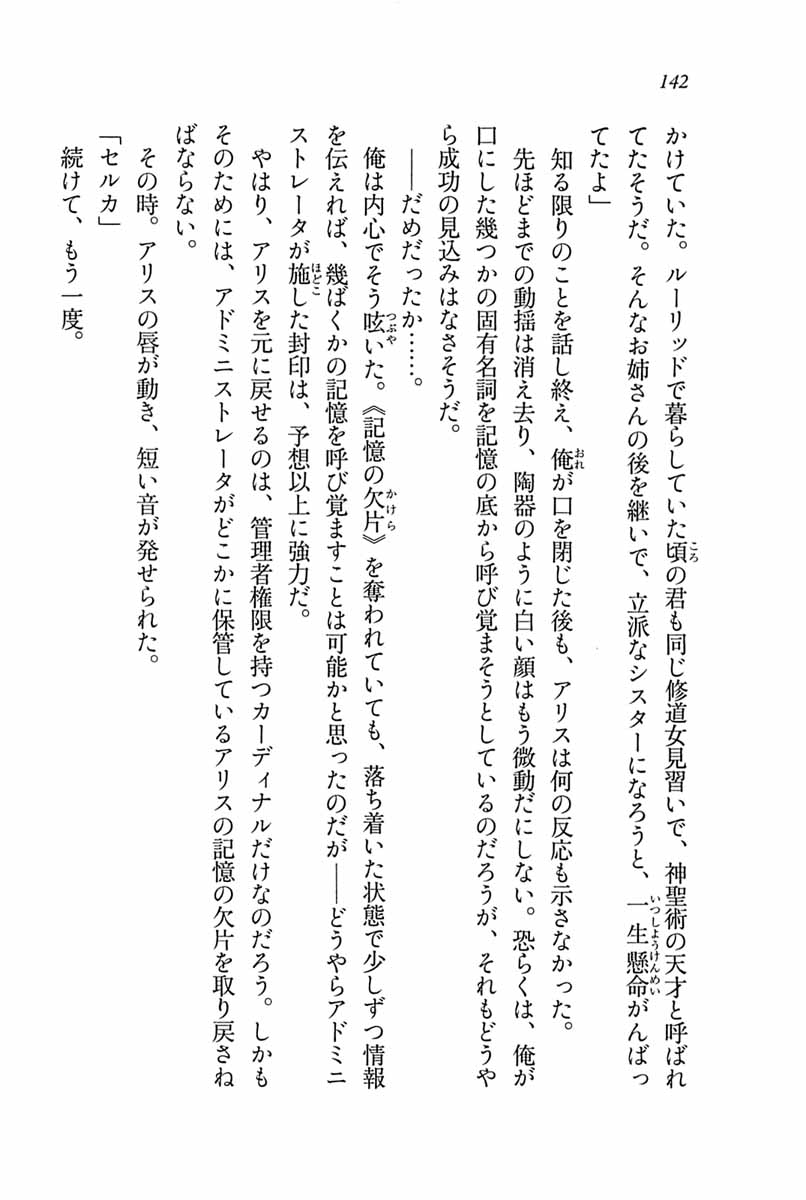 142
かけていた。ルーリッドで暮らしていた頃の君も同じ修道女見習いで、神聖術の天才と呼ばれ
てたそうだ。そんなお姉さんの後を継いで、立派なシスターになろうと、一生懸命がんばっ
てたよ」
知る限りのことを話し終え、俺が口を閉じた後も、アリスは何の反応も示さなかった。
先ほどまでの動揺は消え去り、陶器のように白い顔はもう微動だにしない。恐らくは、俺が
口にした幾つかの固有名詞を記憶の底から呼び覚まそうとしているのだろうが、それもどうや
ら成功の見込みはなさそうだ。
――だめだったか……。
俺は内心でそう呟いた。《記憶の欠片》を奪われていても、落ち着いた状態で少しずつ情報
を伝えれば、幾ばくかの記憶を呼び覚ますことは可能かと思ったのだが――どうやらアドミニ
ストレータが施した封印は、予想以上に強力だ。
やはり、アリスを元に戻せるのは、管理者権限を持つカーディナルだけなのだろう。しかも
そのためには、アドミニストレータがどこかに保管しているアリスの記憶の欠片を取り戻さね
ばならない。
その時。アリスの唇が動き、短い音が発せられた。
「セルカ」
続けて、もう一度。